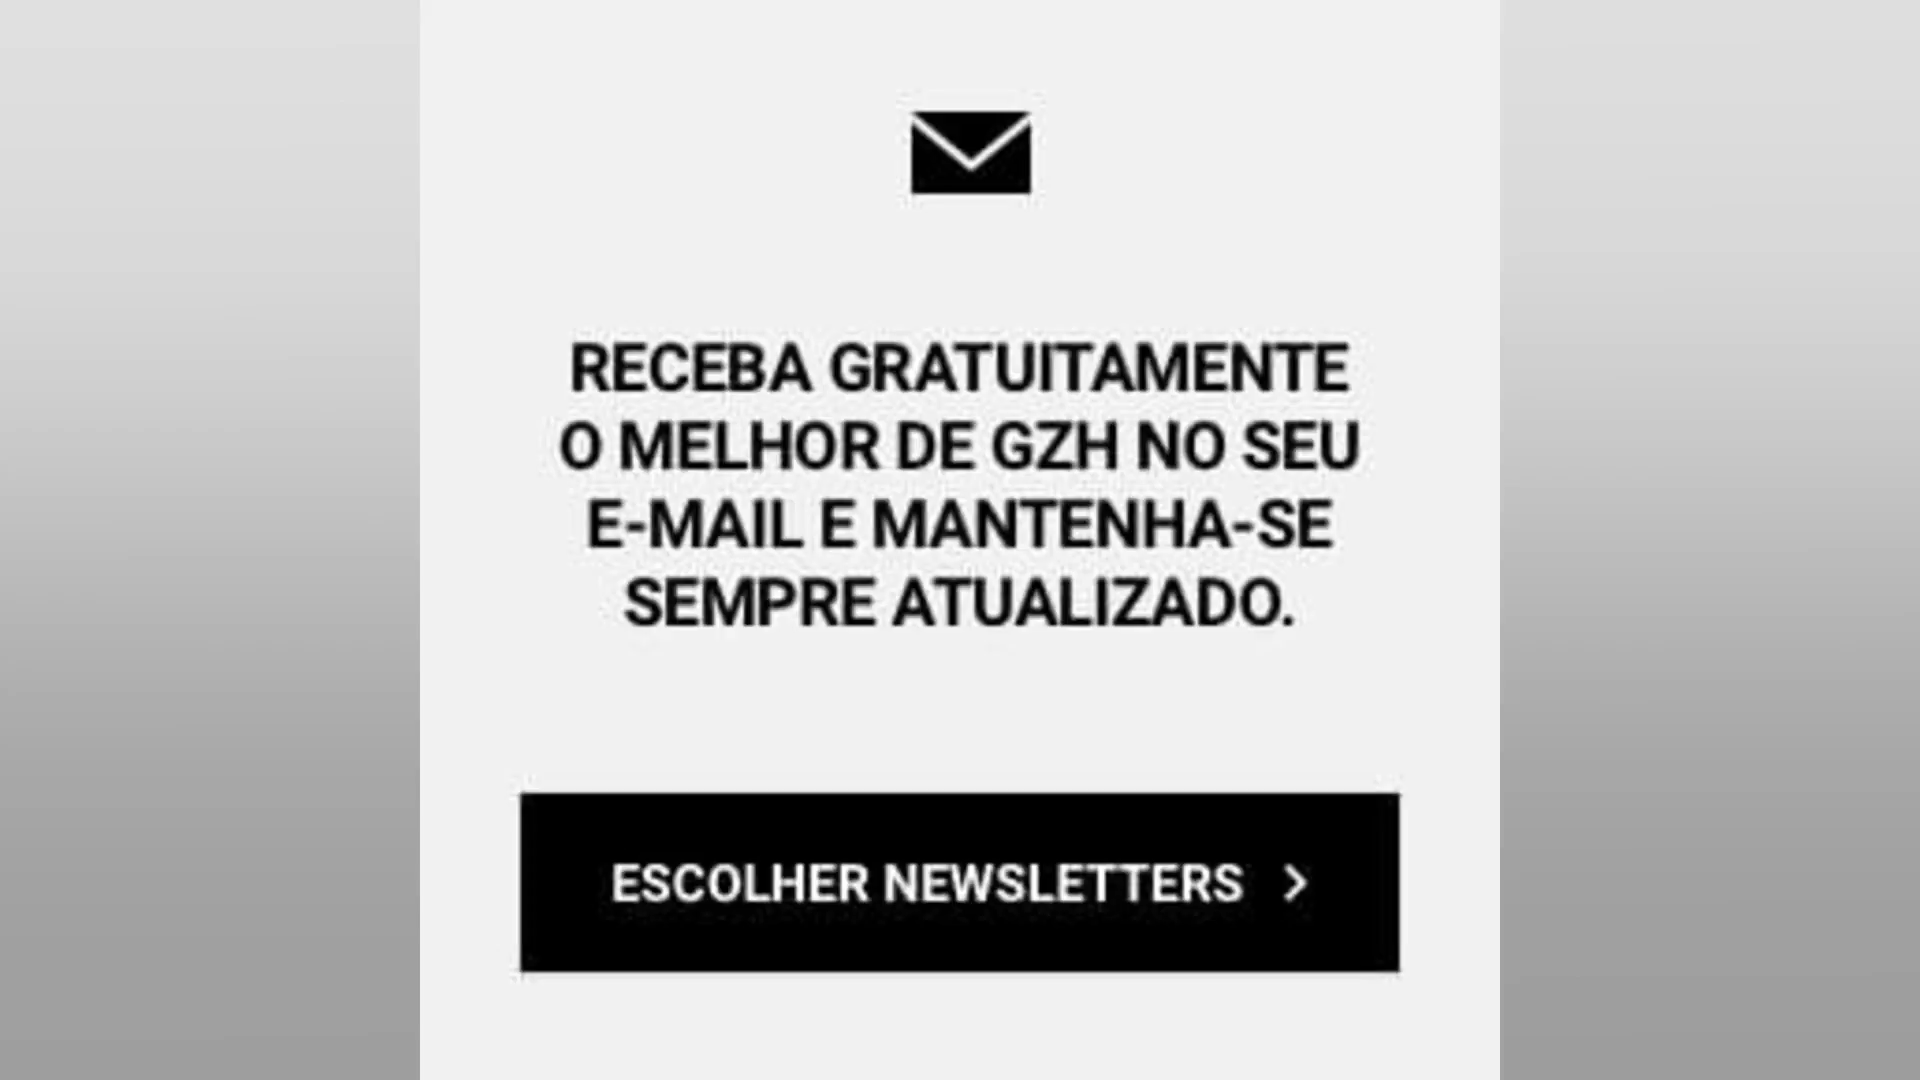 RECEBA GRATUITAMENTE
O MELHOR DE GZH NO SEU
E-MAIL E MANTENHA-SE
SEMPRE ATUALIZADO.
ESCOLHER NEWSLETTERS